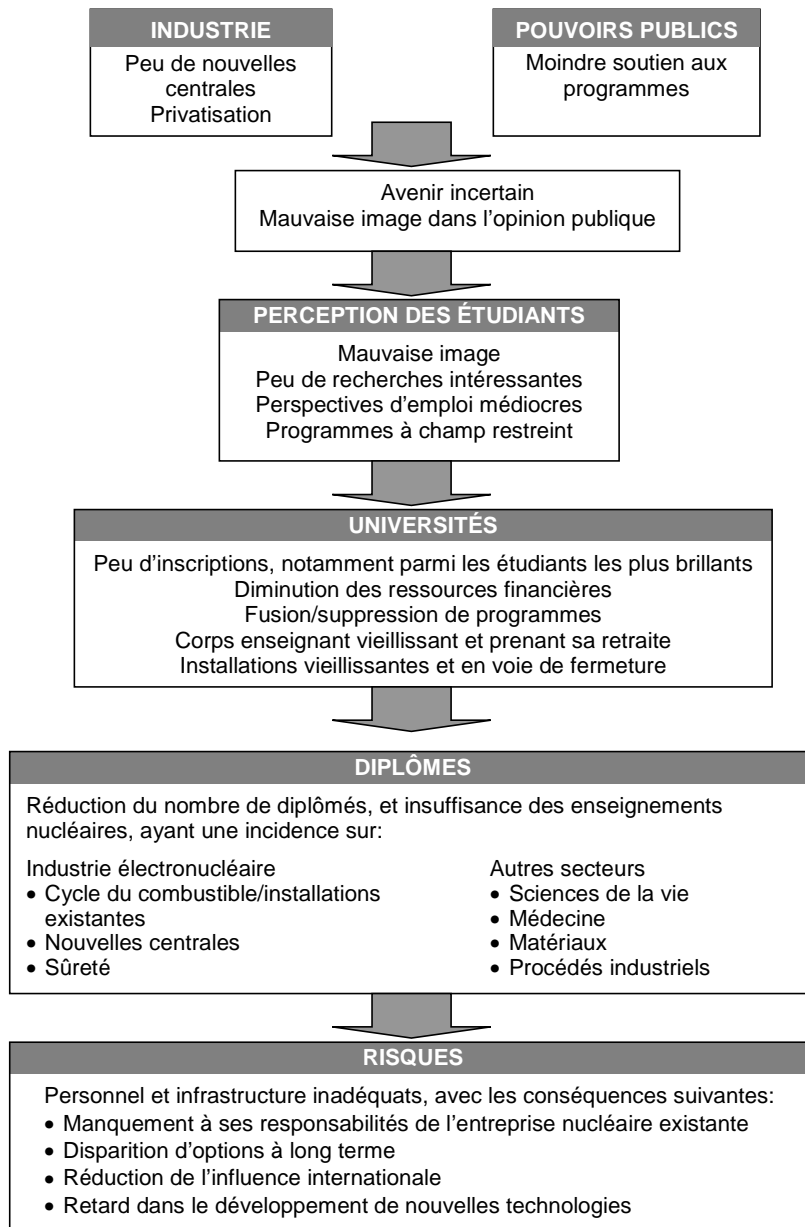 INDUSTRIE
Peu de nouvelles
centrales
Privatisation
POUVOIRS PUBLICS
Moindre soutien aux
programmes
Avenir incertain
Mauvaise image dans l’opinion publique
PERCEPTION DES ÉTUDIANTS
Mauvaise image
Peu de recherches intéressantes
Perspectives d’emploi médiocres
Programmes à champ restreint
UNIVERSITÉS
Peu d’inscriptions, notamment parmi les étudiants les plus brillants
Diminution des ressources financières
Fusion/suppression de programmes
Corps enseignant vieillissant et prenant sa retraite
Installations vieillissantes et en voie de fermeture
DIPLÔMES
Réduction du nombre de diplômés, et insuffisance des enseignements
nucléaires, ayant une incidence sur:
Industrie électronucléaire
• Cycle du combustible/installations
existantes
• Nouvelles centrales
• Sûreté
Autres secteurs
• Sciences de la vie
• Médecine
• Matériaux
• Procédés industriels
RISQUES
Personnel et infrastructure inadéquats, avec les conséquences suivantes:
• Manquement à ses responsabilités de l’entreprise nucléaire existante
• Disparition d’options à long terme
• Réduction de l’influence internationale
• Retard dans le développement de nouvelles technologies